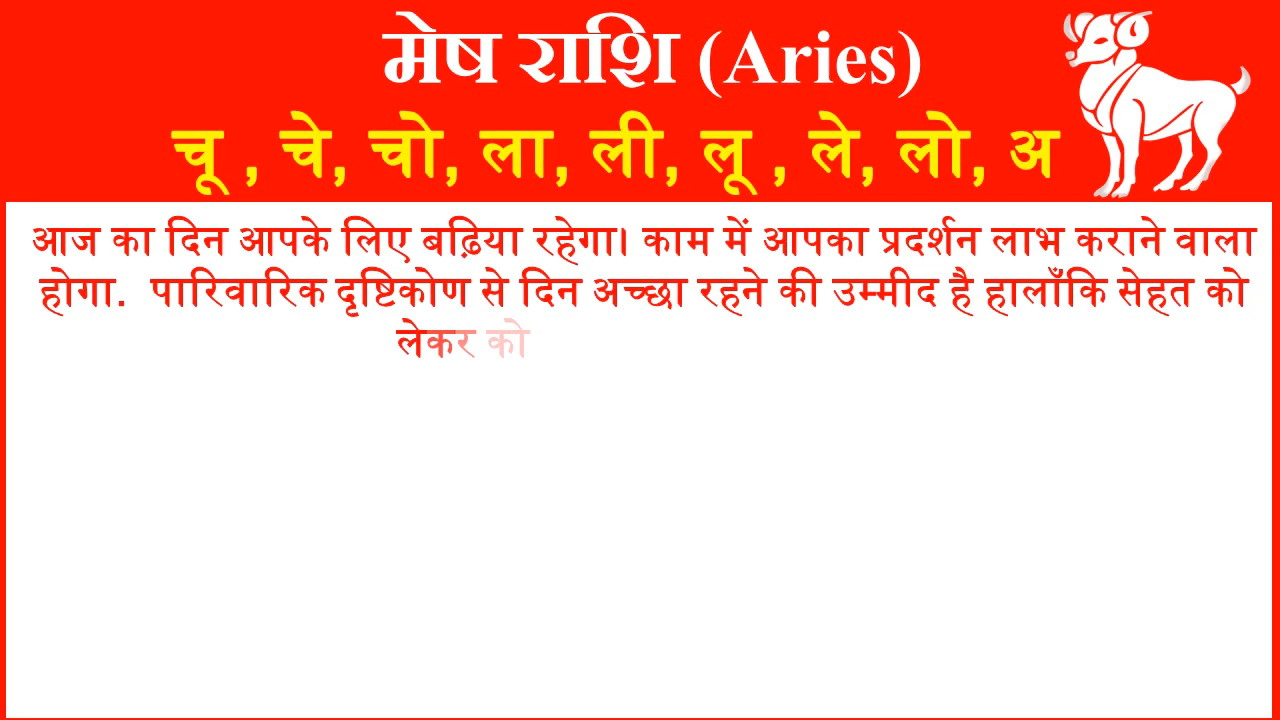 मेष राशि (Aries)
चू , चे, चो, ला, ली, लू , ले, लो, अ
आज का दिन आपके लिए बढ़िया रहेगा। काम में आपका प्रदर्शन लाभ कराने वाला
होगा. पारिवारिक दृष्टिकोण से दिन अच्छा रहने की उम्मीद है हालाँकि सेहत को
लेकर को